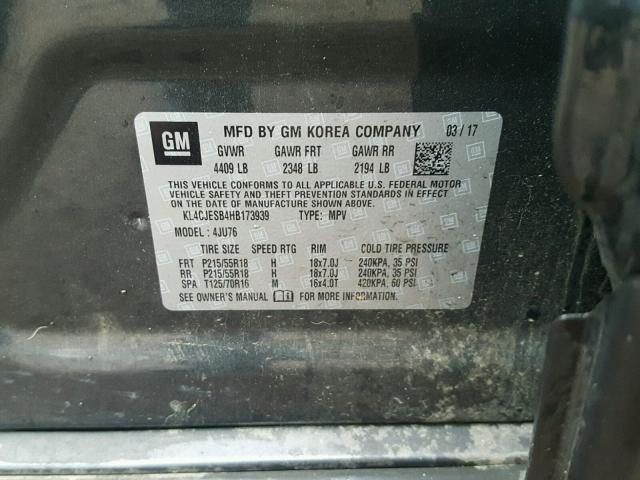 GM
MFD BY GM KOREA COMPANY 03 / 17
GVWR GAWR FRT GAWR RR
4409 LB 2348 LB 2194 LB
THIS VEHICLE CONFORMS TO ALL APPLICABLE U.S. FEDERAL MOTOR
VEHICLE SAFETY AND THEFT PREVENTION STANDARDS IN EFFECT
ON THE DATE OF MANUFACTURE SHOWN ABOVE.
KL4CJESB4HB173939 TYPE: MPV
MODEL : 4JU76
TIRE SIZE SPEED RTG RIM COLD TIRE PRESSURE
FRT P215/55R18 H 18x7.0J 240KPA, 35 PSI
RR P215/55R18 H 18x7.0J 240KPA, 35 PSI
SPA T125/70R16 M 16x4.0T 420KPA, 60 PSI
SEE OWNER'S MANUAL FOR MORE INFORMATION.